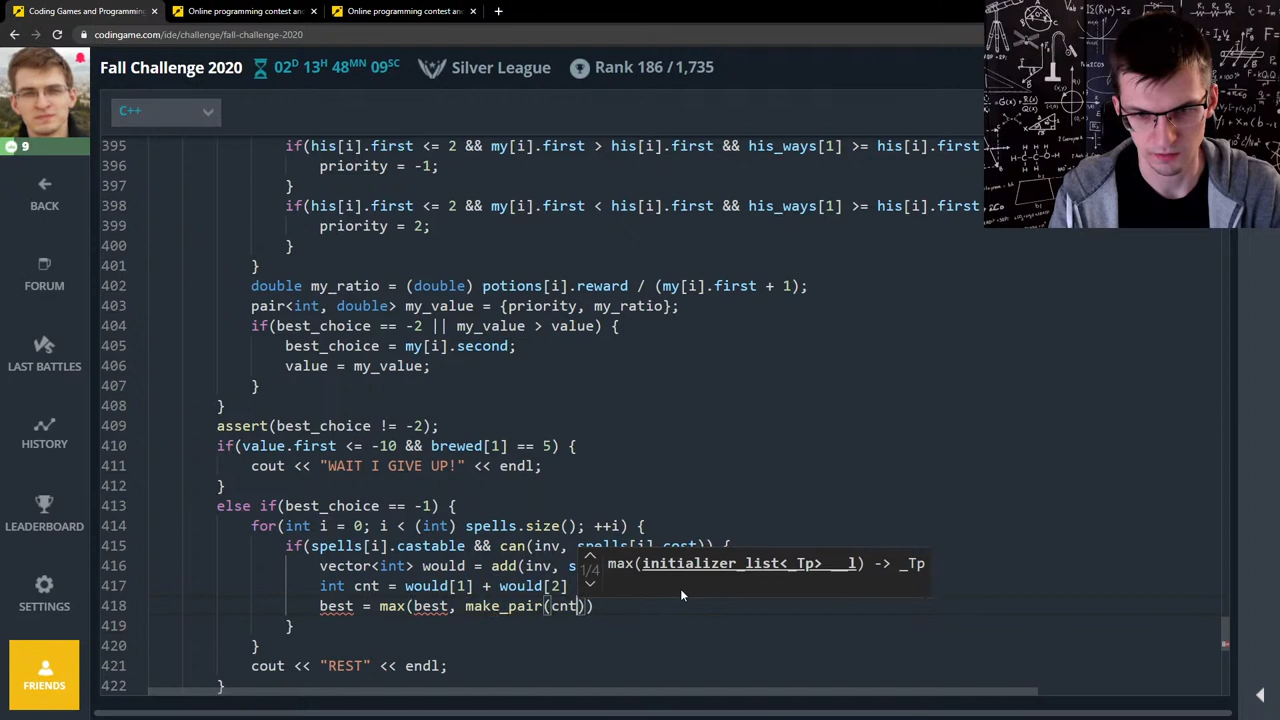 Coding Games and Programming
Online programming contest and
Online programming contest and
codingame.com/ide/challenge/fall-challenge-2020
Fall Challenge 2020 02D 13H 48MN 09SC Silver League Rank 186 / 1,735
9
C++
BACK
FORUM
LAST BATTLES
HISTORY
LEADERBOARD
SETTINGS
FRIENDS
395 if(his[i].first <= 2 && my[i].first > his[i].first && his_ways[1] >= his[i].first
396 priority = -1;
397 }
398 if(his[i].first <= 2 && my[i].first < his[i].first && his_ways[1] >= his[i].first
399 priority = 2;
400 }
401 }
402 double my_ratio = (double) potions[i].reward / (my[i].first + 1);
403 pair<int, double> my_value = {priority, my_ratio};
404 if(best_choice == -2 || my_value > value) {
405 best_choice = my[i].second;
406 value = my_value;
407 }
408 }
409 assert(best_choice != -2);
410 if(value.first <= -10 && brewed[1] == 5) {
411 cout << "WAIT I GIVE UP!" << endl;
412 }
413 else if(best_choice == -1) {
414 for(int i = 0; i < (int) spells.size(); ++i) {
415 if(spells[i].castable && can(inv, spells[i].cost)) {
416 vector<int> would = add(inv, s
417 int cnt = would[1] + would[2]
418 best = max(best, make_pair(cnt))
419 }
420 }
421 cout << "REST" << endl;
422 }
1/4 max(initializer_list<_Tp> __l) -> _Tp